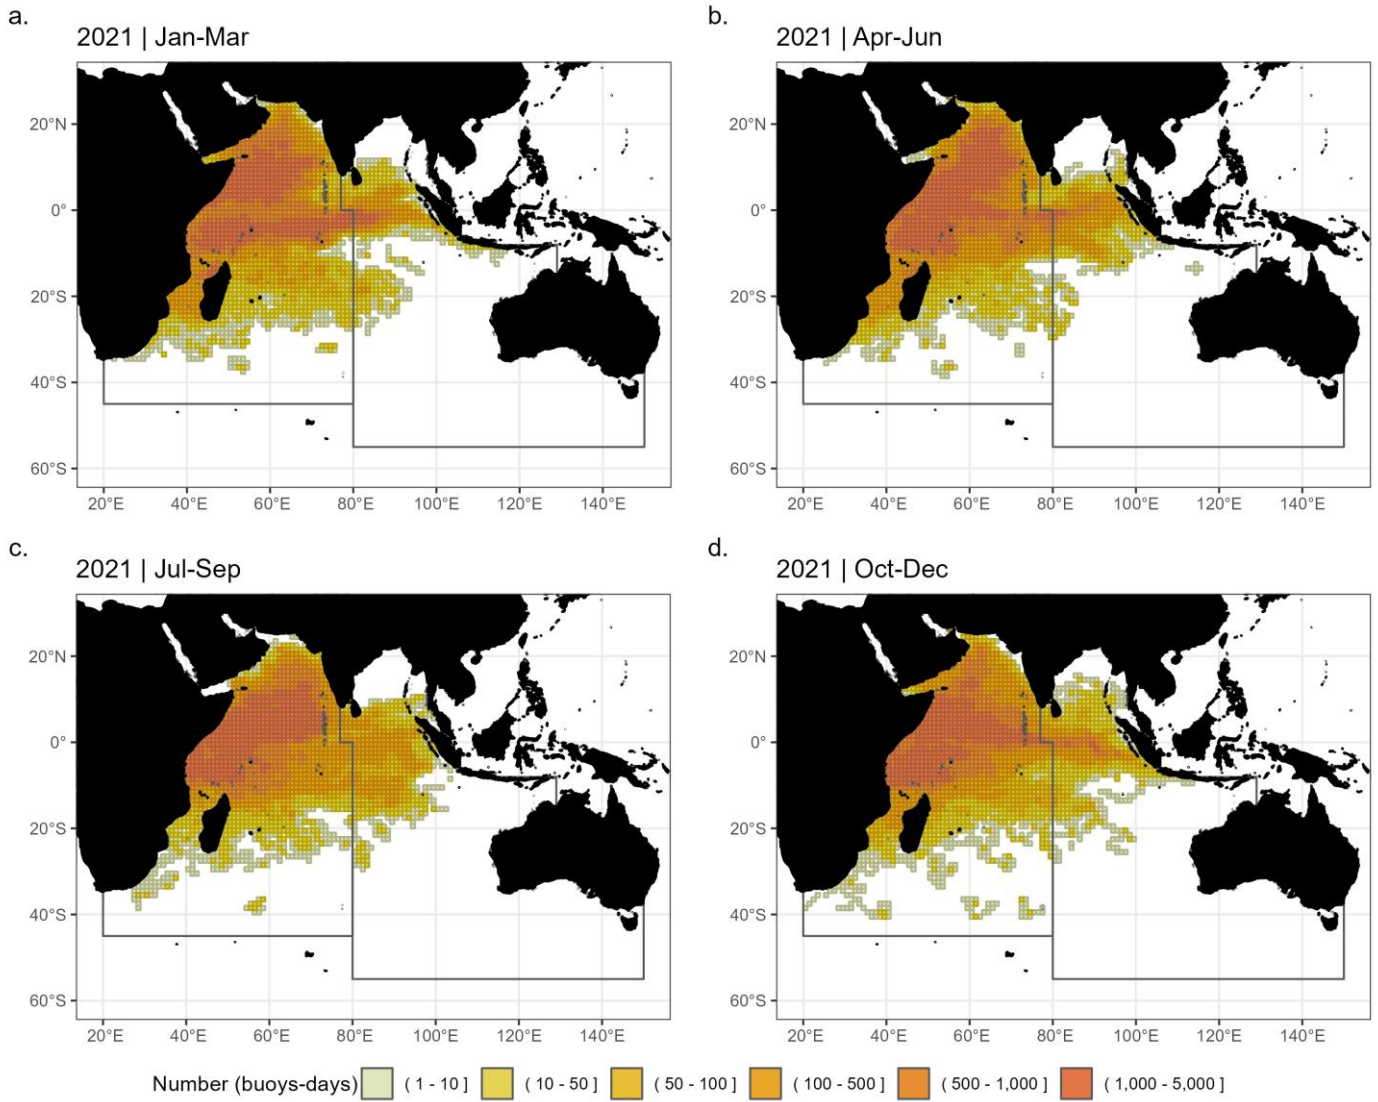 a.
2021 | Jan-Mar
20°N
0°
20°S
40°S
60°S
20°E 40°E 60°E 80°E 100°E 120°E 140°E
b.
2021 | Apr-Jun
20°N
0°
20°S
40°S
60°S
20°E 40°E 60°E 80°E 100°E 120°E 140°E
c.
2021 | Jul-Sep
20°N
0°
20°S
40°S
60°S
20°E 40°E 60°E 80°E 100°E 120°E 140°E
d.
2021 | Oct-Dec
20°N
0°
20°S
40°S
60°S
20°E 40°E 60°E 80°E 100°E 120°E 140°E
Number (buoys-days) ( 1 - 10 ] ( 10 - 50 ] ( 50 - 100 ] ( 100 - 500 ] ( 500 - 1,000 ] ( 1,000 - 5,000 ]